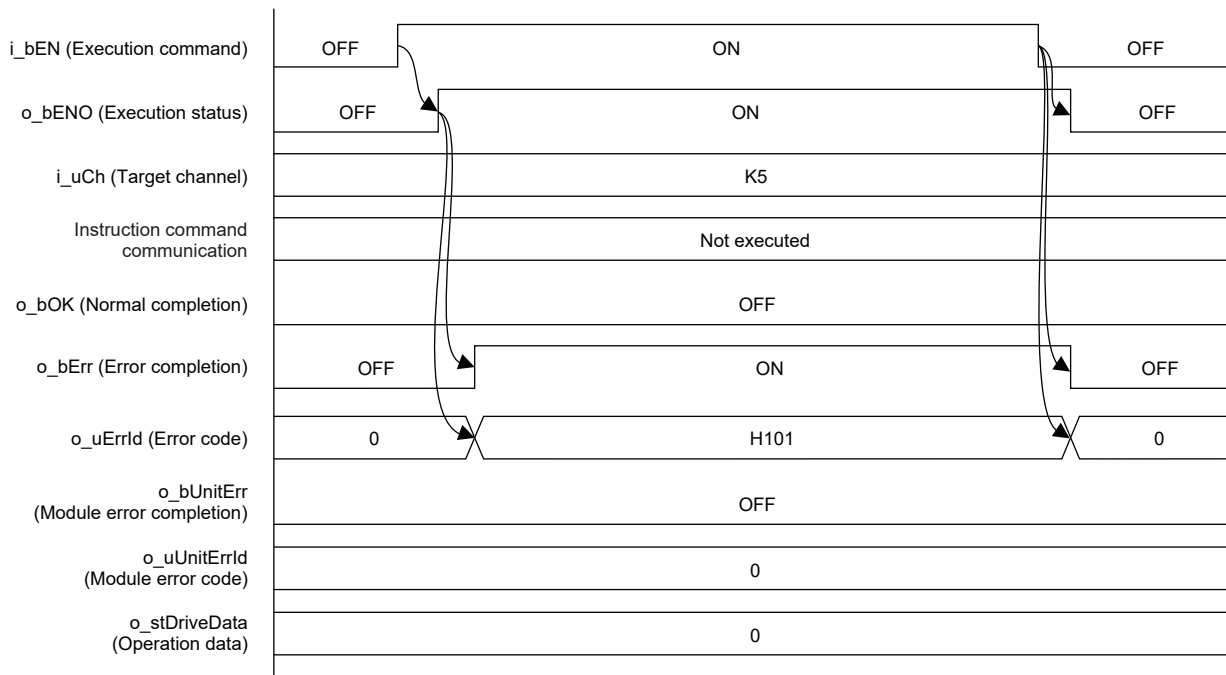 i_bEN (Execution command)
OFF
ON
OFF
o_bENO (Execution status)
OFF
ON
OFF
i_uCh (Target channel)
K5
Instruction command
communication
Not executed
o_bOK (Normal completion)
OFF
o_bErr (Error completion)
OFF
ON
OFF
o_uErrId (Error code)
0
H101
0
o_bUnitErr
(Module error completion)
OFF
o_uUnitErrId
(Module error code)
0
o_stDriveData
(Operation data)
0